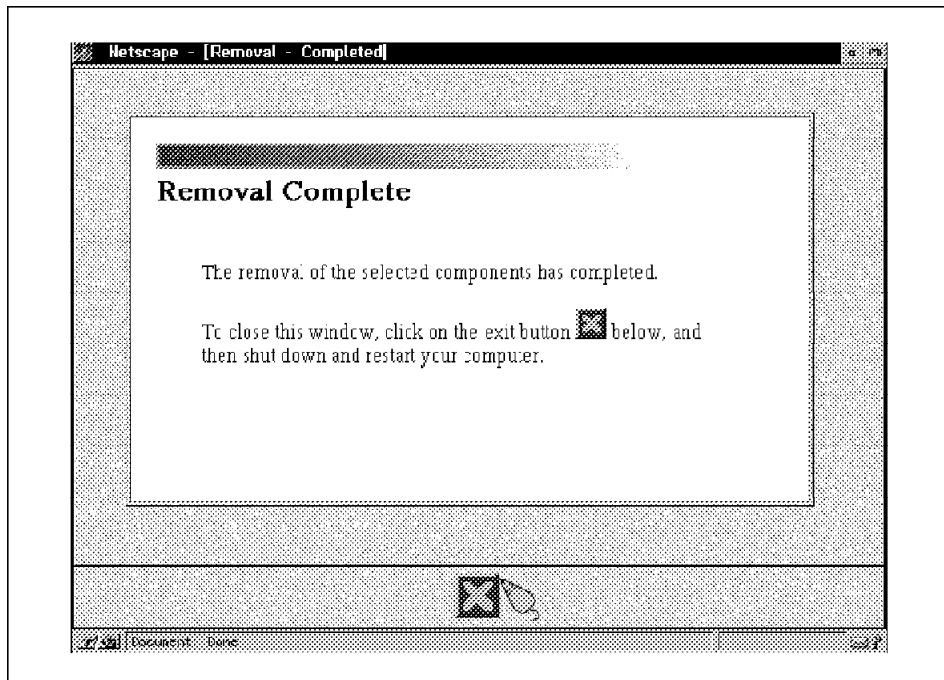 Netscape - [Removal - Completed]
Removal Complete
The removal of the selected components has completed.
To close this window, click on the exit button below, and
then shut down and restart your computer.
Document: Done